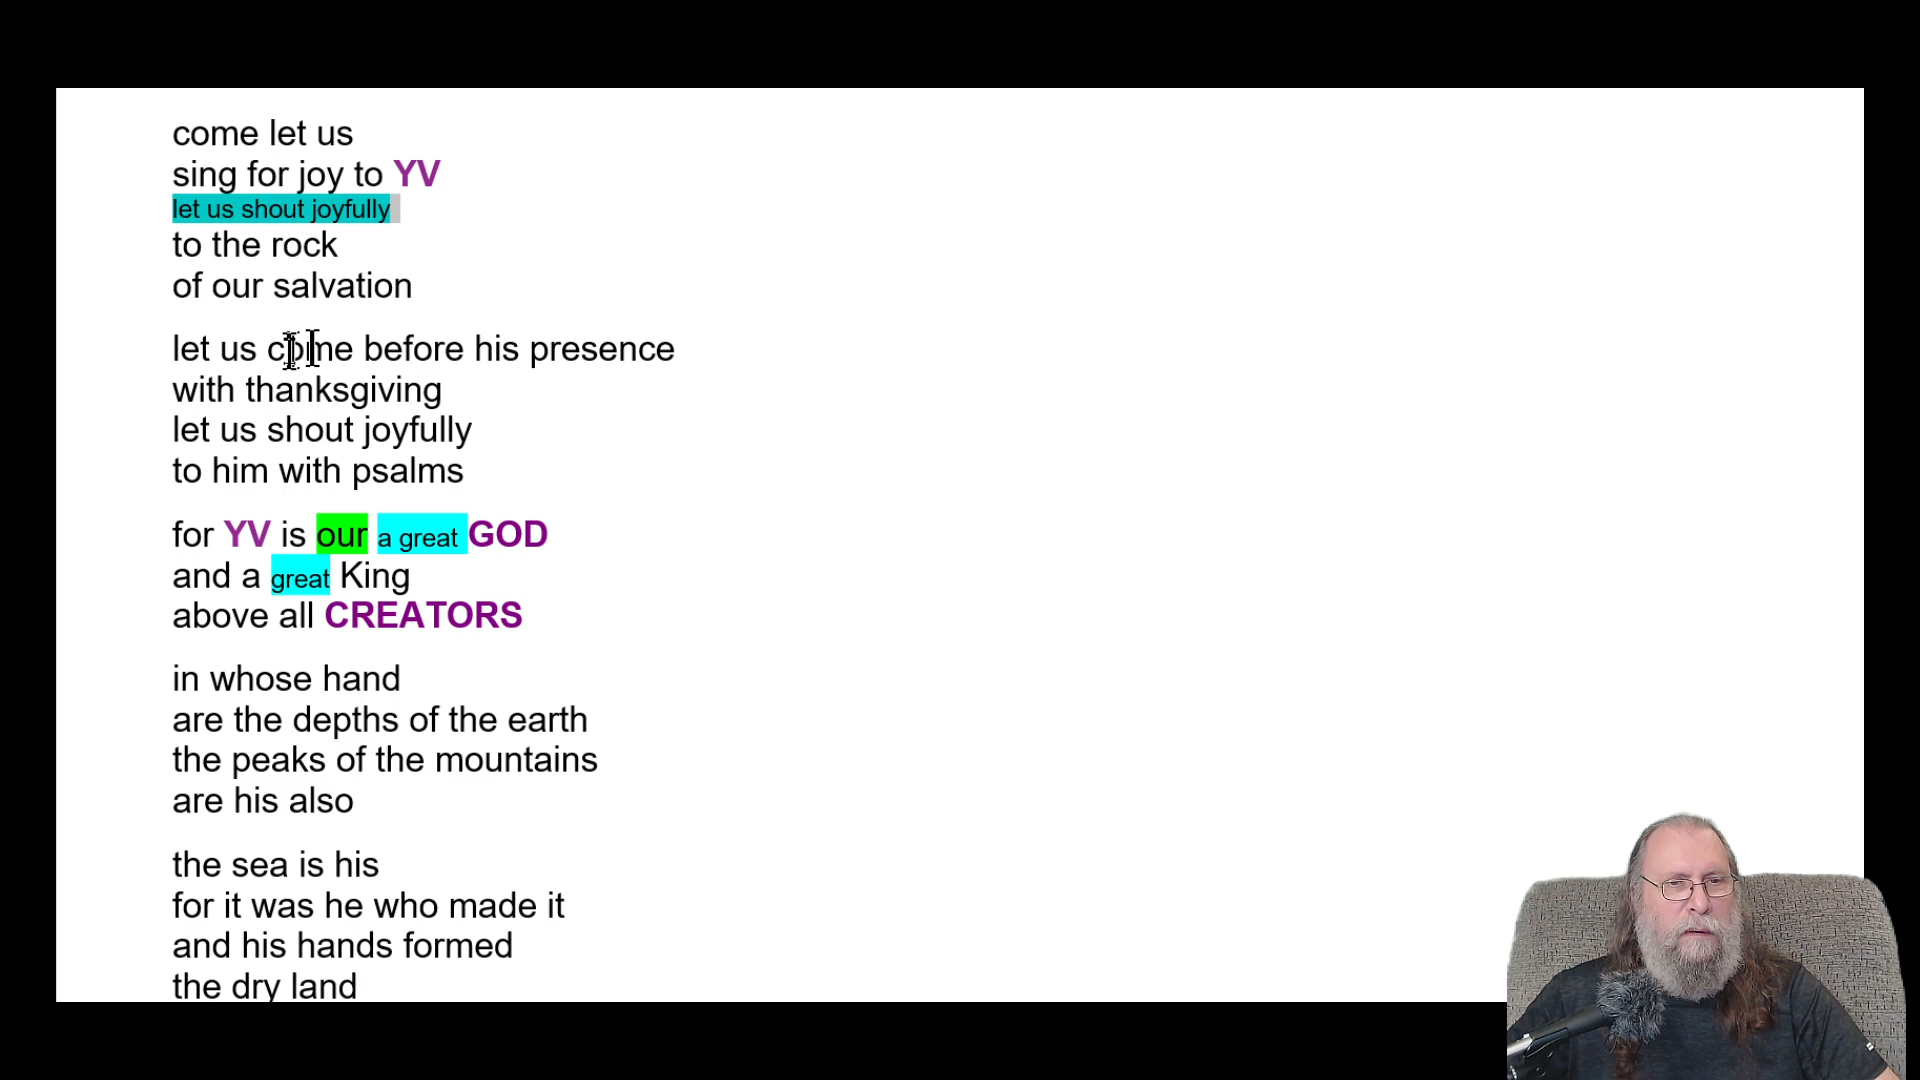 come let us
sing for joy to YV
let us shout joyfully
to the rock
of our salvation
let us come before his presence
with thanksgiving
let us shout joyfully
to him with psalms
for YV is our a great GOD
and a great King
above all CREATORS
in whose hand
are the depths of the earth
the peaks of the mountains
are his also
the sea is his
for it was he who made it
and his hands formed
the dry land